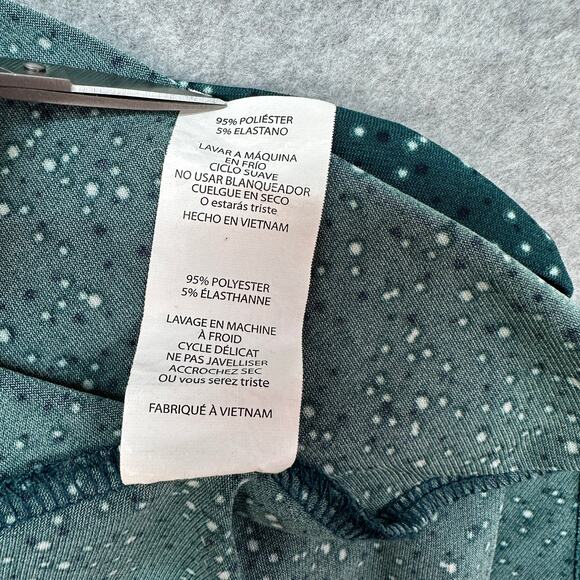 95% POLIÉSTER
5% ELASTANO
LAVAR A MÁQUINA
EN FRÍO
CICLO SUAVE
NO USAR BLANQUEADOR
CUELGUE EN SECO
O estarás triste
HECHO EN VIETNAM
95% POLYESTER
5% ÉLASTHANNE
LAVAGE EN MACHINE
À FROID
CYCLE DÉLICAT
NE PAS JAVELLISER
ACCROCHEZ SEC
OU vous serez triste
FABRIQUÉ À VIETNAM